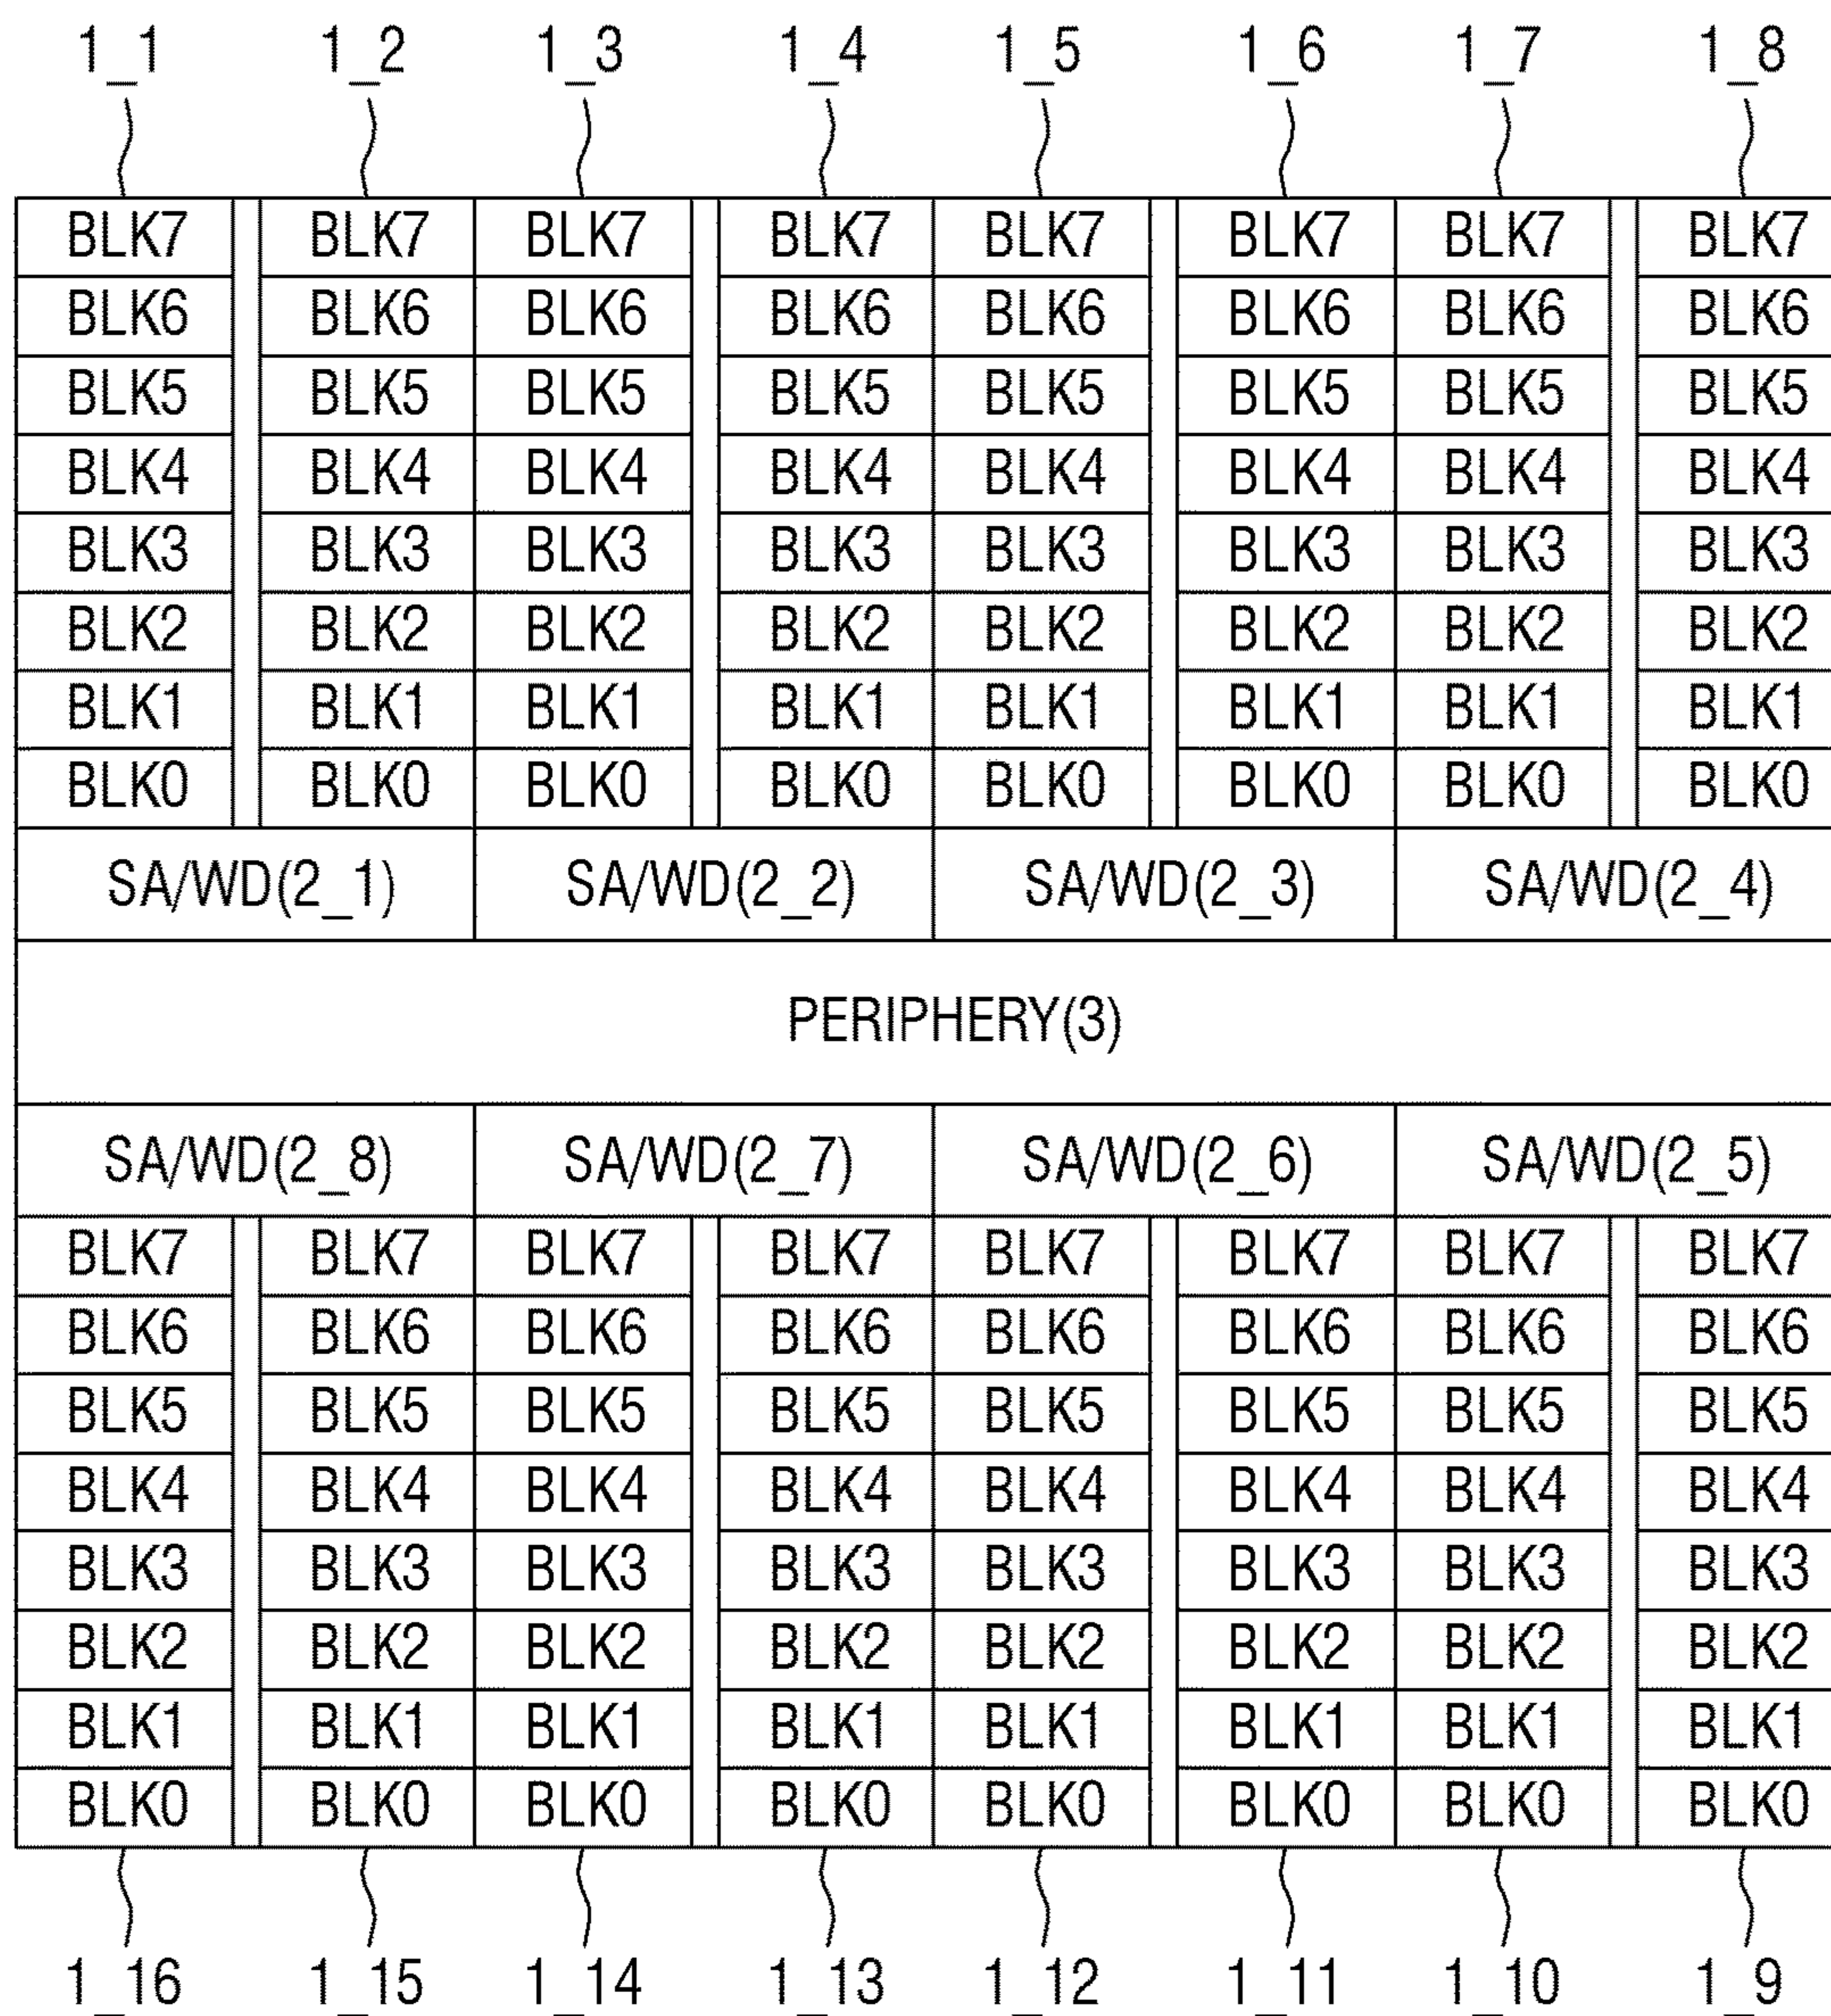 1_1 1_2 1_3 1_4 1_5 1_6 1_7 1_8
BLK7 BLK7 BLK7 BLK7 BLK7 BLK7 BLK7 BLK7
BLK6 BLK6 BLK6 BLK6 BLK6 BLK6 BLK6 BLK6
BLK5 BLK5 BLK5 BLK5 BLK5 BLK5 BLK5 BLK5
BLK4 BLK4 BLK4 BLK4 BLK4 BLK4 BLK4 BLK4
BLK3 BLK3 BLK3 BLK3 BLK3 BLK3 BLK3 BLK3
BLK2 BLK2 BLK2 BLK2 BLK2 BLK2 BLK2 BLK2
BLK1 BLK1 BLK1 BLK1 BLK1 BLK1 BLK1 BLK1
BLK0 BLK0 BLK0 BLK0 BLK0 BLK0 BLK0 BLK0
SA/WD(2_1) SA/WD(2_2) SA/WD(2_3) SA/WD(2_4)
PERIPHERY(3)
SA/WD(2_8) SA/WD(2_7) SA/WD(2_6) SA/WD(2_5)
BLK7 BLK7 BLK7 BLK7 BLK7 BLK7 BLK7 BLK7
BLK6 BLK6 BLK6 BLK6 BLK6 BLK6 BLK6 BLK6
BLK5 BLK5 BLK5 BLK5 BLK5 BLK5 BLK5 BLK5
BLK4 BLK4 BLK4 BLK4 BLK4 BLK4 BLK4 BLK4
BLK3 BLK3 BLK3 BLK3 BLK3 BLK3 BLK3 BLK3
BLK2 BLK2 BLK2 BLK2 BLK2 BLK2 BLK2 BLK2
BLK1 BLK1 BLK1 BLK1 BLK1 BLK1 BLK1 BLK1
BLK0 BLK0 BLK0 BLK0 BLK0 BLK0 BLK0 BLK0
1_16 1_15 1_14 1_13 1_12 1_11 1_10 1_9